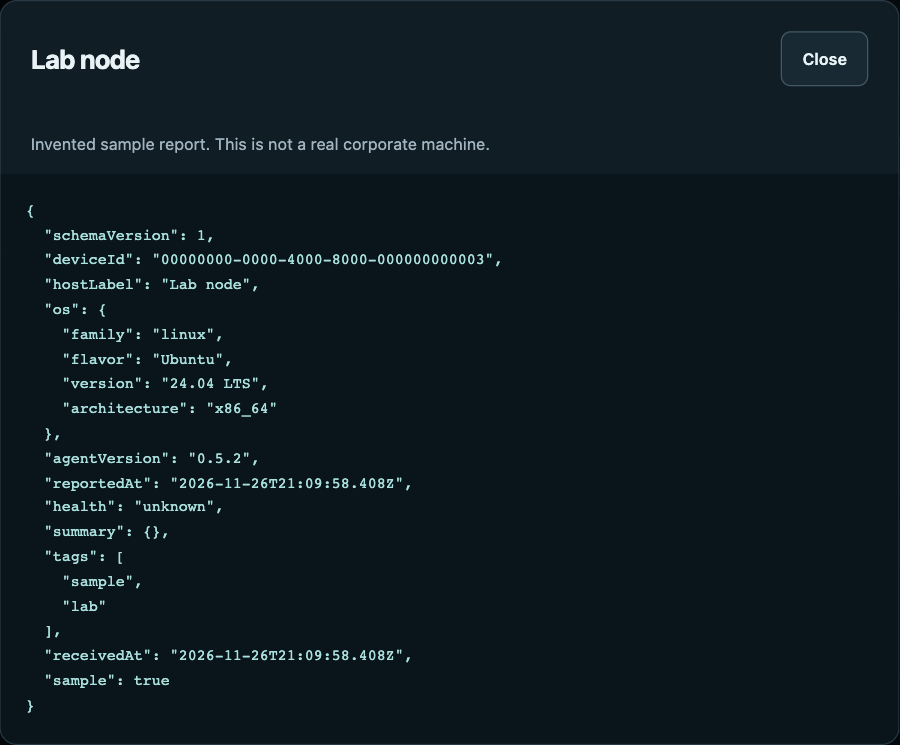 Lab node
Close
Invented sample report. This is not a real corporate machine.
{
  "schemaVersion": 1,
  "deviceId": "00000000-0000-4000-8000-000000000003",
  "hostLabel": "Lab node",
  "os": {
    "family": "linux",
    "flavor": "Ubuntu",
    "version": "24.04 LTS",
    "architecture": "x86_64"
  },
  "agentVersion": "0.5.2",
  "reportedAt": "2026-11-26T21:09:58.408Z",
  "health": "unknown",
  "summary": {},
  "tags": [
    "sample",
    "lab"
  ],
  "receivedAt": "2026-11-26T21:09:58.408Z",
  "sample": true
}